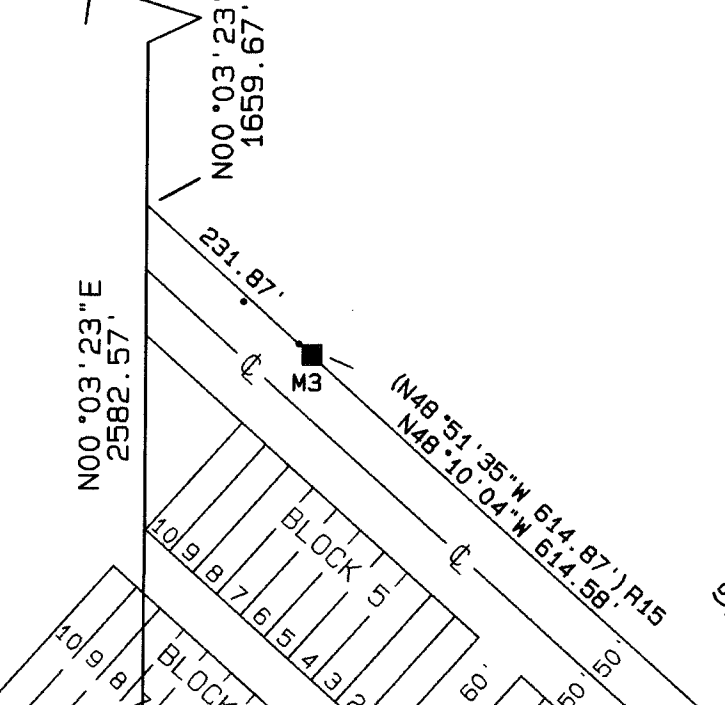 N00°03'23"
1659.67'
231.87'
N00°03'23"E
2582.57'
℄
M3
(N48°51'35"W 614.87')R15
N48°10'04"W 614.58'
BLOCK 5
℄
10 9 8 7 6 5 4 3 2
10 9 8 7
BLOCK
60'
50'
50'